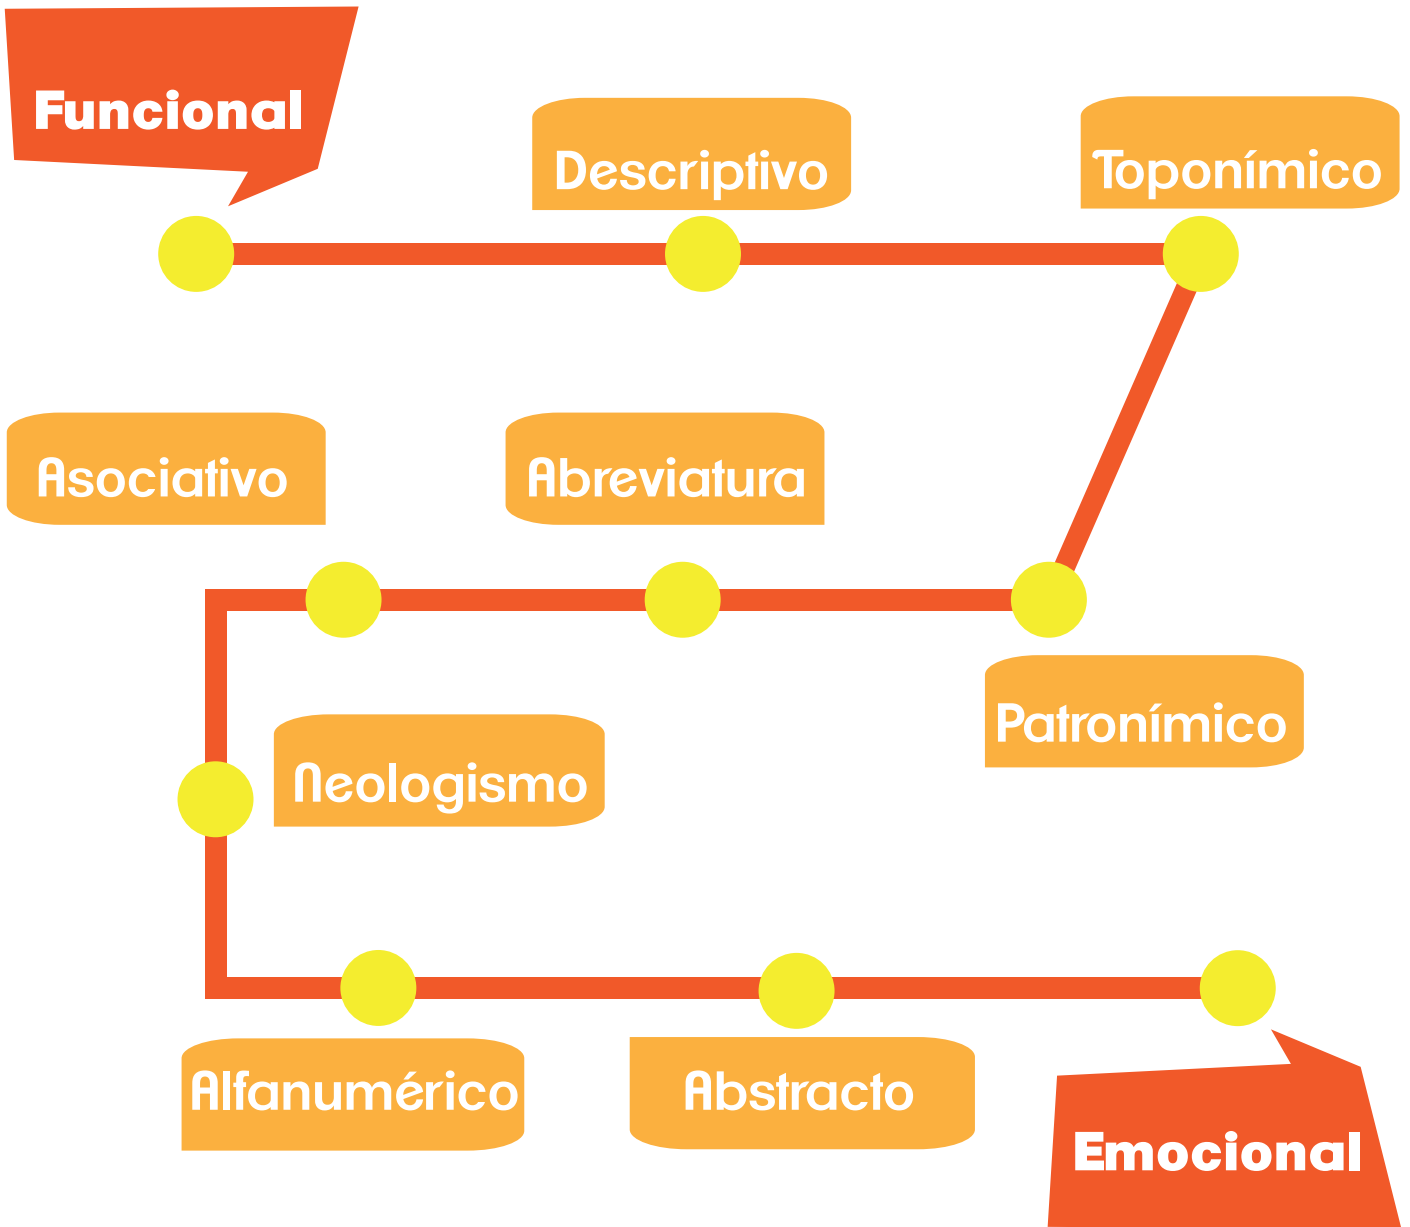 Funcional
Descriptivo
Toponímico
Asociativo
Abreviatura
Patronímico
Neologismo
Alfanumérico
Abstracto
Emocional